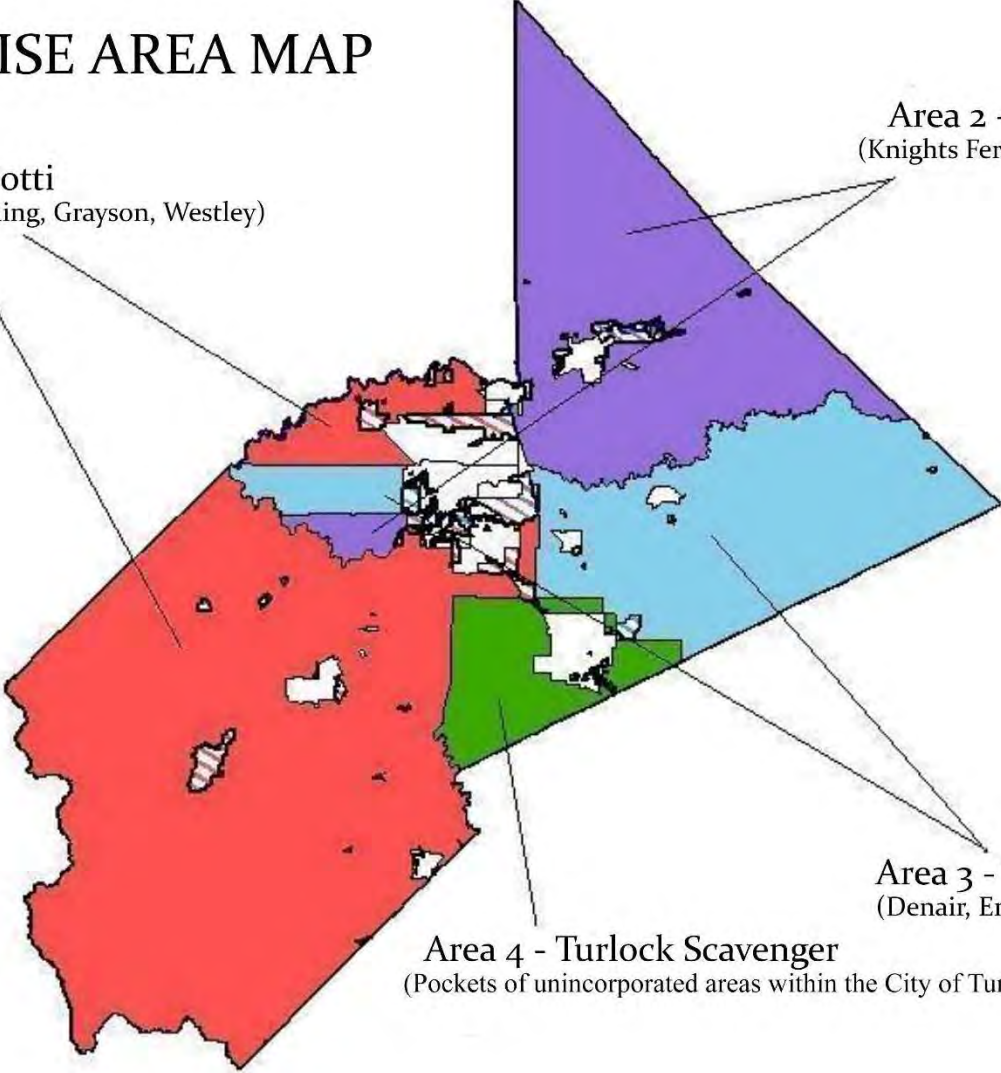 ISE AREA MAP
Area 2 -
(Knights Fer
otti
ing, Grayson, Westley)
Area 3 -
(Denair, Er
Area 4 - Turlock Scavenger
(Pockets of unincorporated areas within the City of Tur